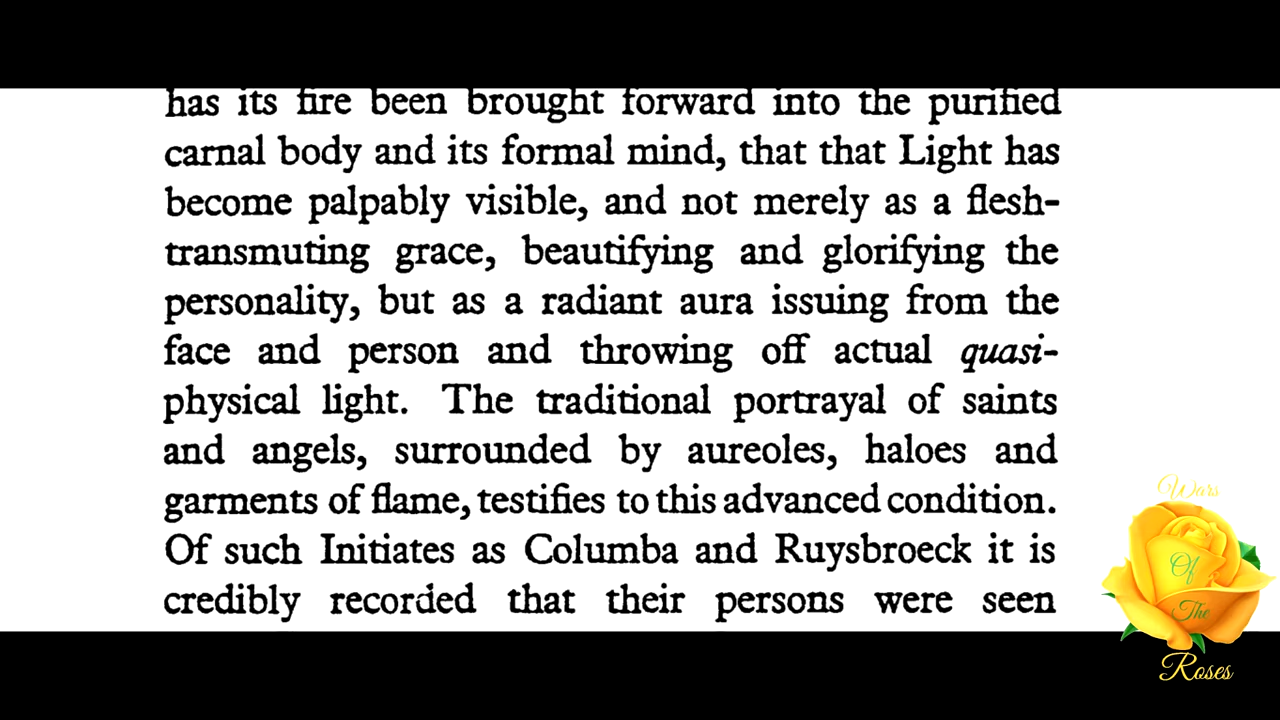 has its fire been brought forward into the purified
carnal body and its formal mind, that that Light has
become palpably visible, and not merely as a flesh-
transmuting grace, beautifying and glorifying the
personality, but as a radiant aura issuing from the
face and person and throwing off actual quasi-
physical light. The traditional portrayal of saints
and angels, surrounded by aureoles, haloes and
garments of flame, testifies to this advanced condition.
Of such Initiates as Columba and Ruysbroeck it is
credibly recorded that their persons were seen
Wars
Of
The
Roses